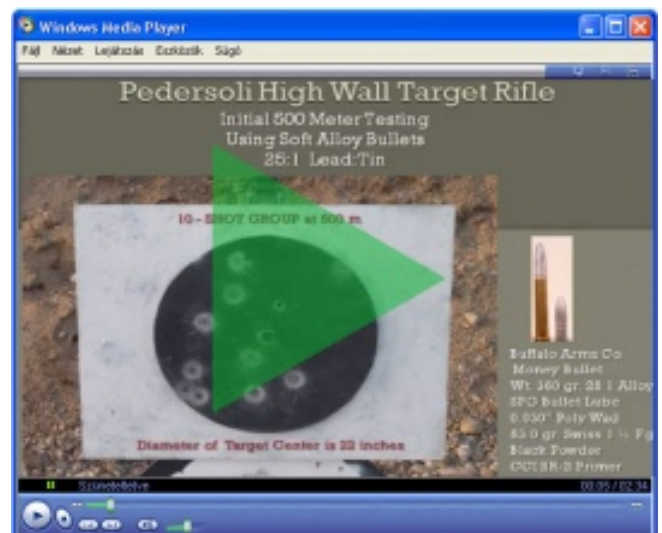 Windows Media Player
Fájl Nézet Lejátszás Eszközök Súgó
Pedersoli High Wall Target Rifle
Initial 500 Meter Testing
Using Soft Alloy Bullets
25:1 Lead:Tin
10 - SHOT GROUP at 500 m
Diameter of Target Center is 22 inches
Buffalo Arms Co
Money Bullet
Wt. 360 gr. 25:1 Alloy
SPG Bullet Lube
0.030" Poly Wad
83.0 gr. Swiss 1 ½ Fg
Black Powder
CCI BR-2 Primer
Szüneteltetve
00:05 / 02:34